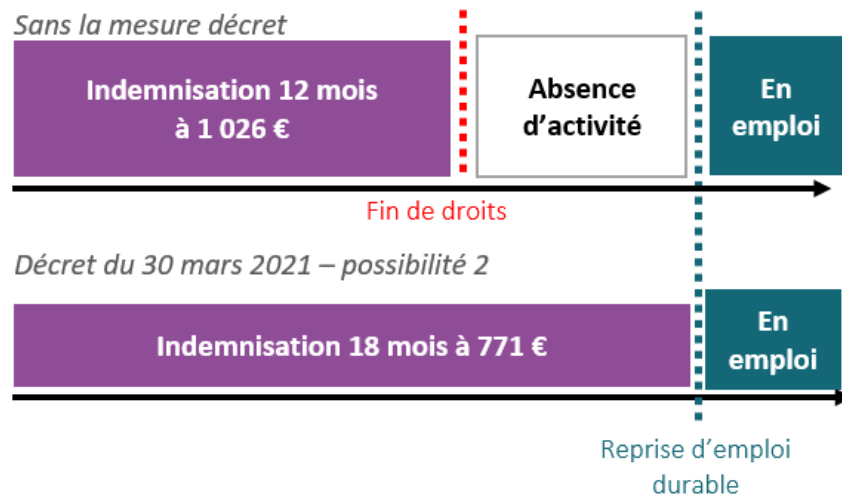 Sans la mesure décret
Indemnisation 12 mois
à 1 026 €
Absence
d’activité
En
emploi
Fin de droits
Décret du 30 mars 2021 – possibilité 2
Indemnisation 18 mois à 771 €
En
emploi
Reprise d’emploi
durable